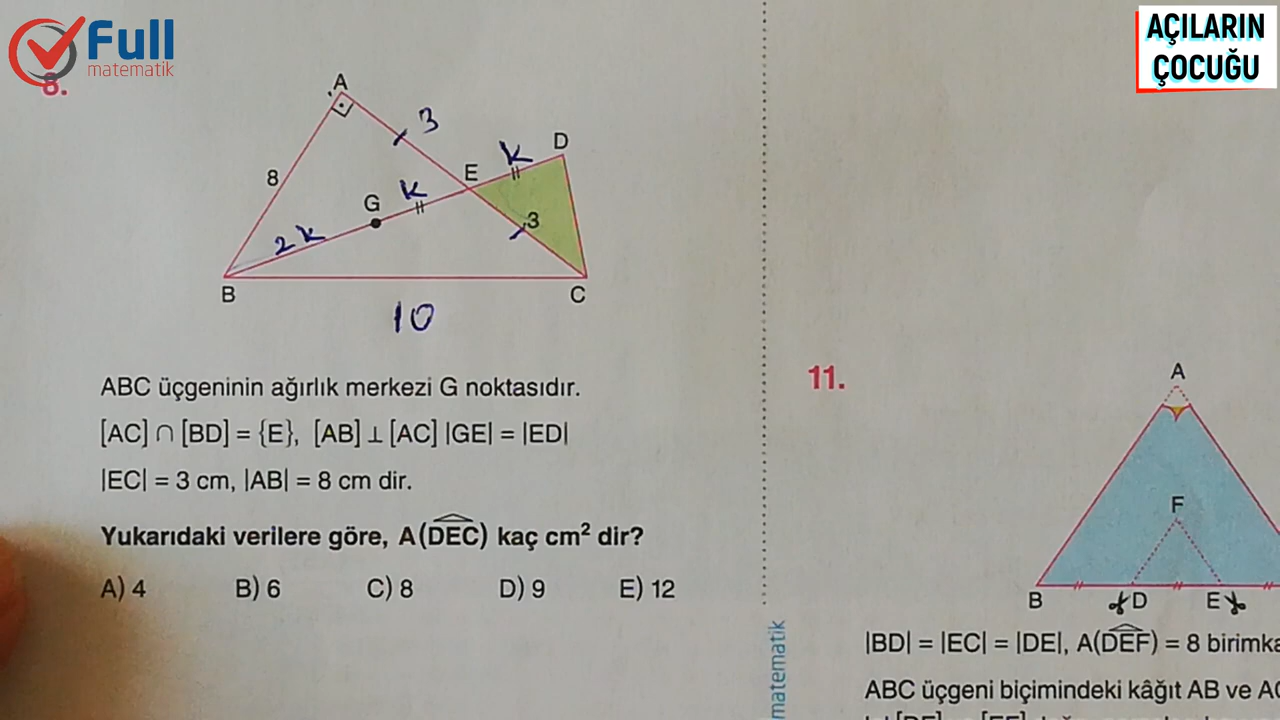 Full
matematik
AÇILARIN
ÇOCUĞU
8.
A
3
8
K
D
E
K
G
2K
3
B
C
10
ABC üçgeninin ağırlık merkezi G noktasıdır.
[AC] ∩ [BD] = {E}, [AB] ⊥ [AC] |GE| = |ED|
|EC| = 3 cm, |AB| = 8 cm dir.
Yukarıdaki verilere göre, A(DEC) kaç cm² dir?
A) 4 B) 6 C) 8 D) 9 E) 12
11.
A
F
B D E
|BD| = |EC| = |DE|, A(DEF) = 8 birimka
ABC üçgeni biçimindeki kâğıt AB ve AC
matematik